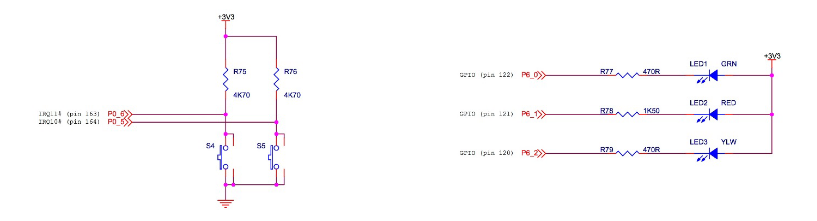 +3V3
R75
R76
4K70
4K70
IRQ11# (pin 163) P0_6
IRQ10# (pin 164) P0_5
S4
S5
+3V3
GPIO (pin 122) P6_0
R77
470R
LED1
GRN
GPIO (pin 121) P6_1
R78
1K50
LED2
RED
GPIO (pin 120) P6_2
R79
470R
LED3
YLW